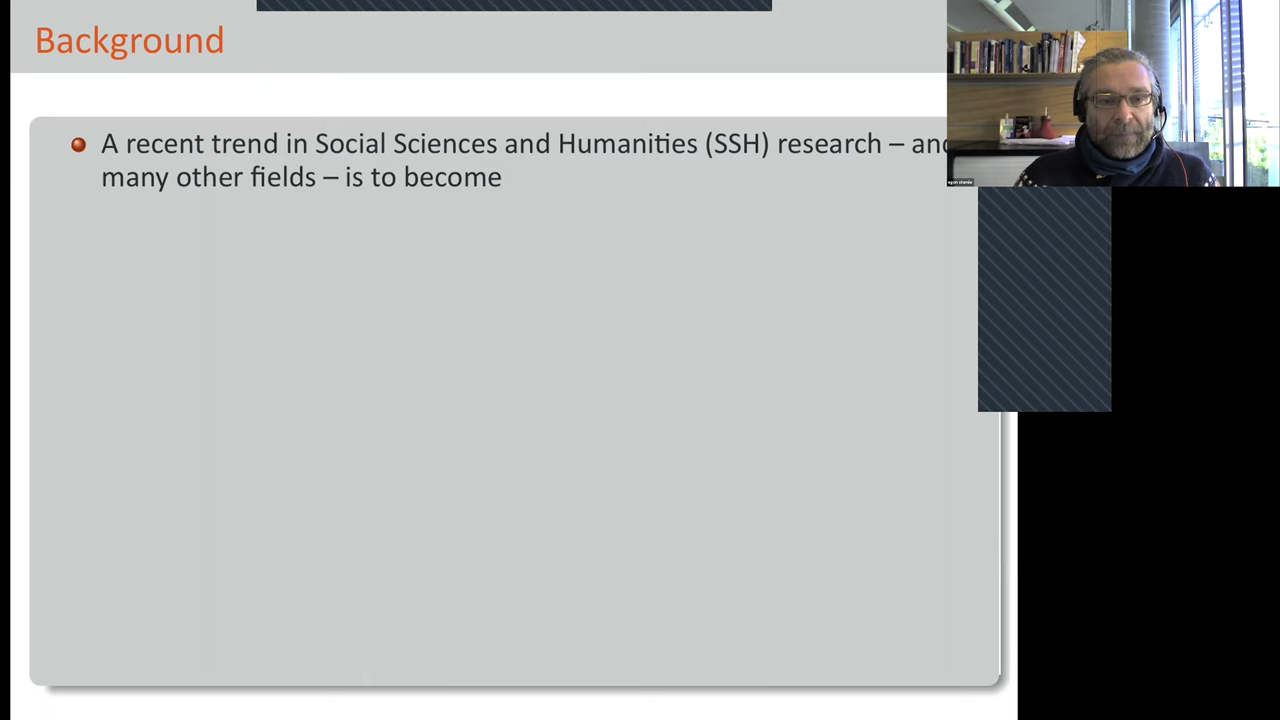 Background
A recent trend in Social Sciences and Humanities (SSH) research – and
many other fields – is to become